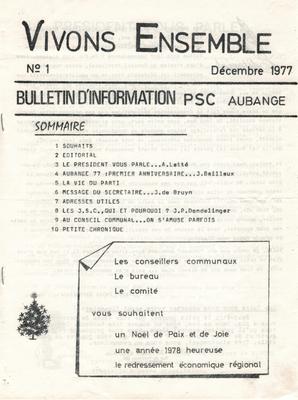 VIVONS ENSEMBLE
Nº 1 Décembre 1977
BULLETIN D'INFORMATION PSC AUBANGE
SOMMAIRE
1 SOUHAITS
2 EDITORIAL
3 LE PRESIDENT VOUS PARLE...A.Latté
4 AUBANGE 77 :PREMIER ANNIVERSAIRE...J.Bailleux
5 LA VIE DU PARTI
6 MESSAGE DU SECRETAIRE...J.de Bruyn
7 ADRESSES UTILES
8 LES J.S.C.,QUI ET POURQUOI ? J.P.Dondelinger
9 AU CONSEIL COMMUNAL...ON S'AMUSE PARFOIS
10 PETITE CHRONIQUE
Les conseillers communaux
Le bureau
Le comité
vous souhaitent
un Noël de Paix et de Joie
une année 1978 heureuse
le redressement économique régional